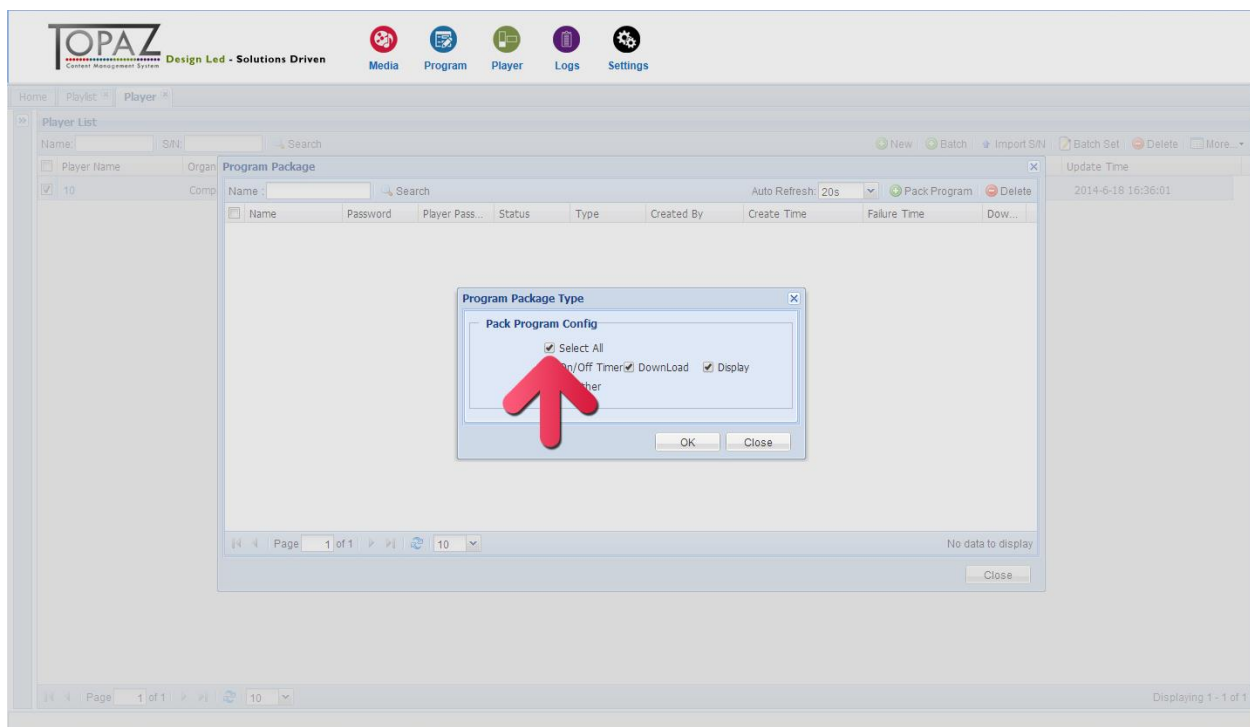 TOPAZ
Content Management System
Design Led - Solutions Driven
Media Program Player Logs Settings
Home Playlist Player
Player List
Name: S/N: Search New Batch Import S/N Batch Set Delete More...
Player Name Organ Update Time
10 Comp 2014-6-18 16:36:01
Program Package
Name : Search Auto Refresh: 20s Pack Program Delete
Name Password Player Pass... Status Type Created By Create Time Failure Time Dow...
Program Package Type
Pack Program Config
Select All
On/Off Timer DownLoad Display
OK Close
Page 1 of 1 10 No data to display
Close
Page 1 of 1 10 Displaying 1 - 1 of 1